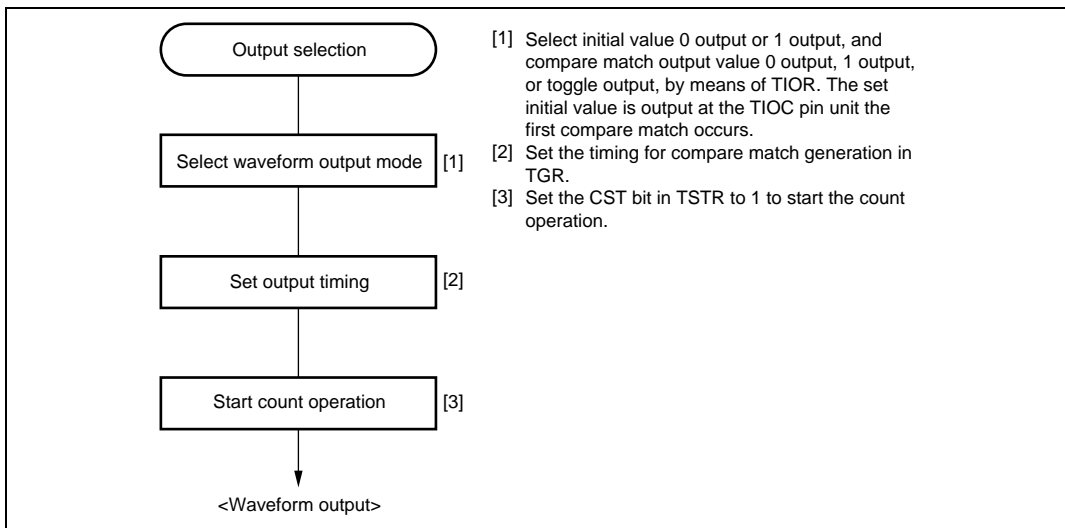 Output selection
Select waveform output mode
[1]
Set output timing
[2]
Start count operation
[3]
<Waveform output>
[1] Select initial value 0 output or 1 output, and
compare match output value 0 output, 1 output,
or toggle output, by means of TIOR. The set
initial value is output at the TIOC pin unit the
first compare match occurs.
[2] Set the timing for compare match generation in
TGR.
[3] Set the CST bit in TSTR to 1 to start the count
operation.